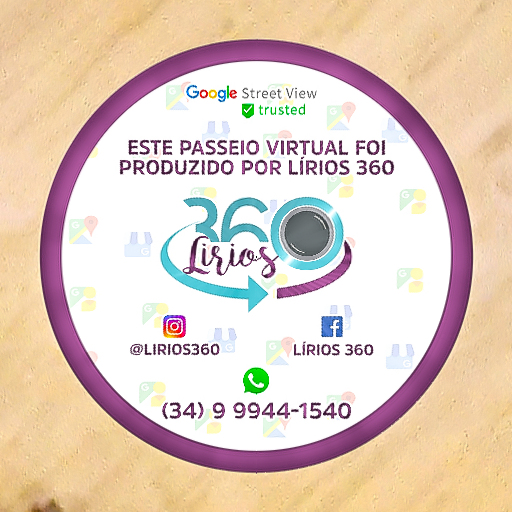 Google Street View
trusted
ESTE PASSEIO VIRTUAL FOI
PRODUZIDO POR LÍRIOS 360
360
Lírios
@LIRIOS360
LÍRIOS 360
(34) 9 9944-1540